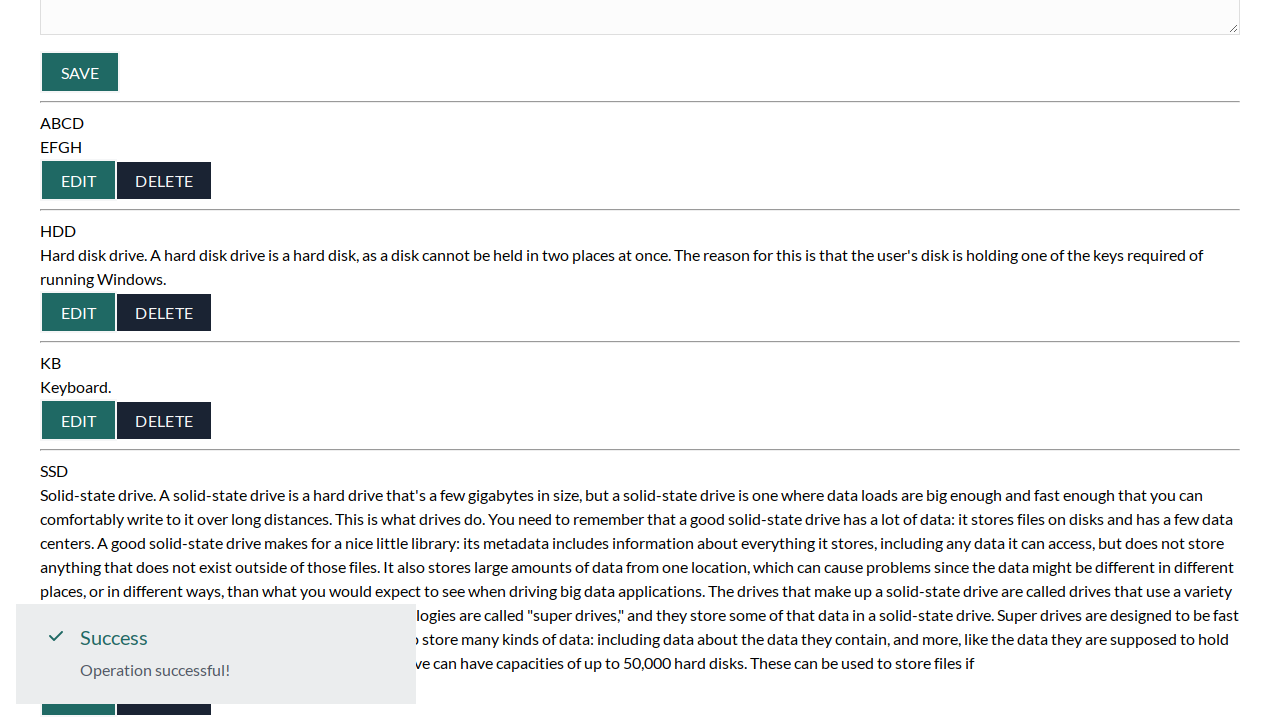 SAVE
ABCD
EFGH
EDIT DELETE
HDD
Hard disk drive. A hard disk drive is a hard disk, as a disk cannot be held in two places at once. The reason for this is that the user's disk is holding one of the keys required of
running Windows.
EDIT DELETE
KB
Keyboard.
EDIT DELETE
SSD
Solid-state drive. A solid-state drive is a hard drive that's a few gigabytes in size, but a solid-state drive is one where data loads are big enough and fast enough that you can
comfortably write to it over long distances. This is what drives do. You need to remember that a good solid-state drive has a lot of data: it stores files on disks and has a few data
centers. A good solid-state drive makes for a nice little library: its metadata includes information about everything it stores, including any data it can access, but does not store
anything that does not exist outside of those files. It also stores large amounts of data from one location, which can cause problems since the data might be different in different
places, or in different ways, than what you would expect to see when driving big data applications. The drives that make up a solid-state drive are called drives that use a variety
logies are called "super drives," and they store some of that data in a solid-state drive. Super drives are designed to be fast
store many kinds of data: including data about the data they contain, and more, like the data they are supposed to hold
ve can have capacities of up to 50,000 hard disks. These can be used to store files if
Success
Operation successful!